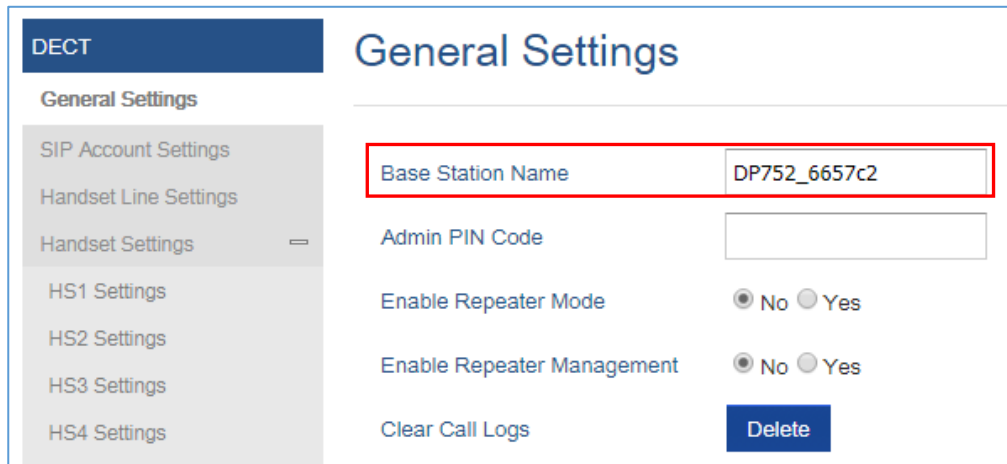 DECT
General Settings
SIP Account Settings
Handset Line Settings
Handset Settings
HS1 Settings
HS2 Settings
HS3 Settings
HS4 Settings
General Settings
Base Station Name DP752_6657c2
Admin PIN Code
Enable Repeater Mode No Yes
Enable Repeater Management No Yes
Clear Call Logs Delete